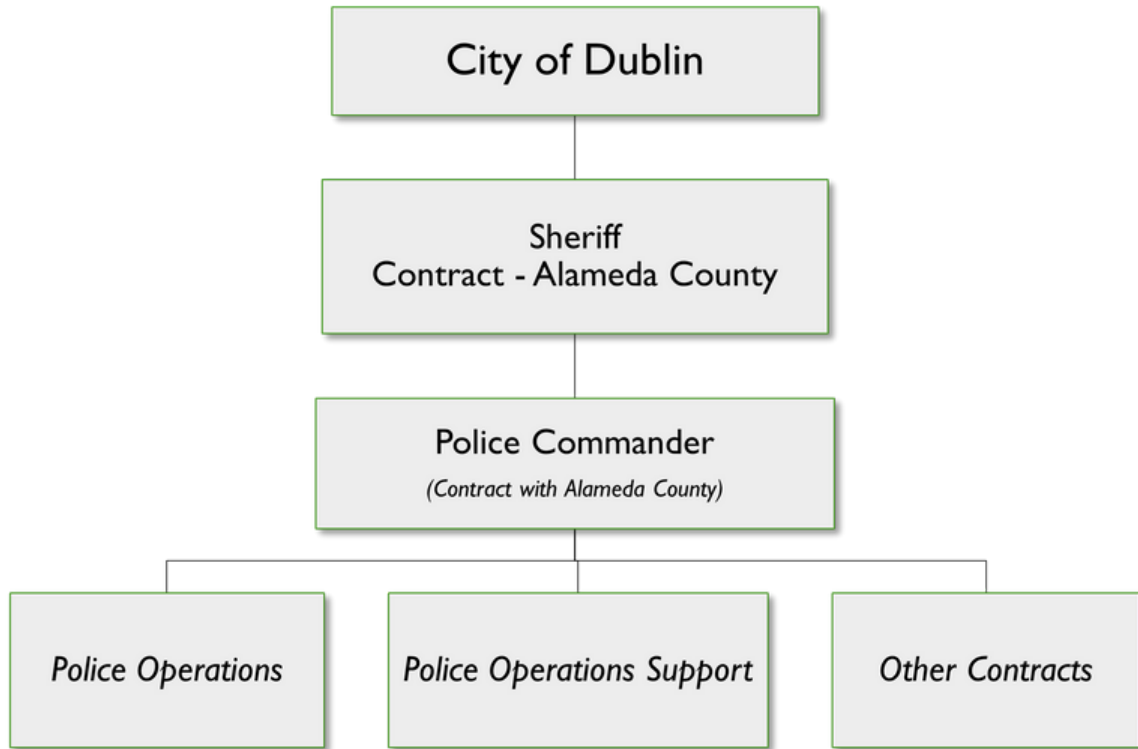 City of Dublin
Sheriff
Contract - Alameda County
Police Commander
(Contract with Alameda County)
Police Operations
Police Operations Support
Other Contracts